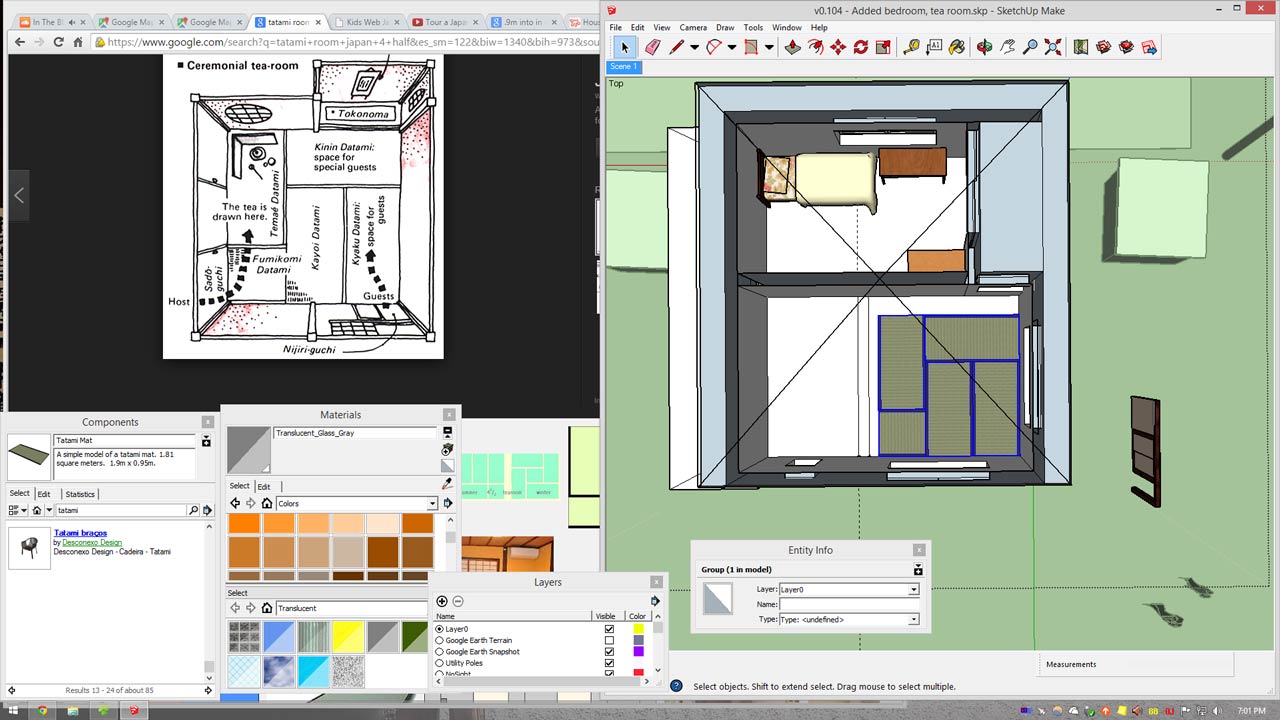 In The B
Google Map
Google Map
tatami room
Kids Web Ja
Tour a Japa
.9m into in
Hou
https://www.google.com/search?q=tatami+room+japan+4+half&es_sm=122&biw=1340&bih=973&sou
■ Ceremonial tea-room
* Tokonoma
Kinin Datami:
space for
special guests
Temaé Datami
The tea is
drawn here.
Kayoi Datami
Kyaku Datami:
space for
guests
Fumikomi
Datami
Sadō-
guchi
Host
Guests
Nijiri-guchi
v0.104 - Added bedroom, tea room.skp - SketchUp Make
File Edit View Camera Draw Tools Window Help
Scene 1
Top
Components
Tatami Mat
A simple model of a tatami mat. 1.81
square meters. 1.9m x 0.95m.
Select Edit Statistics
tatami
Tatami braços
by Desconexo Design
Desconexo Design - Cadeira - Tatami
Results 13 - 24 of about 85
Materials
Translucent_Glass_Gray
Select Edit
Colors
Select
Translucent
winter
Layers
Name Visible Color
Layer0
Google Earth Terrain
Google Earth Snapshot
Utility Poles
NoSight
Entity Info
Group (1 in model)
Layer: Layer0
Name:
Type: Type: <undefined>
Measurements
Select objects. Shift to extend select. Drag mouse to select multiple.
7:01 PM